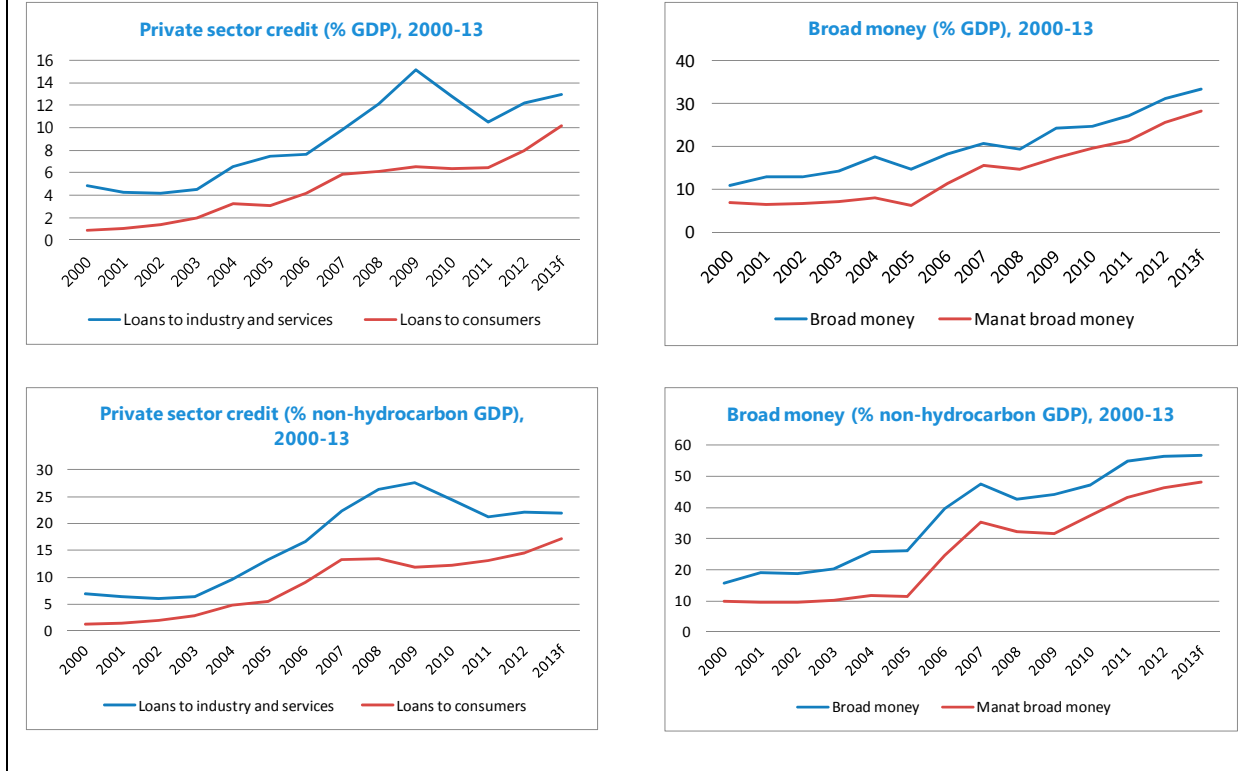 Private sector credit (% GDP), 2000-13
16
14
12
10
8
6
4
2
0
2000 2001 2002 2003 2004 2005 2006 2007 2008 2009 2010 2011 2012 2013f
Loans to industry and services Loans to consumers
Broad money (% GDP), 2000-13
40
30
20
10
0
2000 2001 2002 2003 2004 2005 2006 2007 2008 2009 2010 2011 2012 2013f
Broad money Manat broad money
Private sector credit (% non-hydrocarbon GDP),
2000-13
30
25
20
15
10
5
0
2000 2001 2002 2003 2004 2005 2006 2007 2008 2009 2010 2011 2012 2013f
Loans to industry and services Loans to consumers
Broad money (% non-hydrocarbon GDP), 2000-13
60
50
40
30
20
10
0
2000 2001 2002 2003 2004 2005 2006 2007 2008 2009 2010 2011 2012 2013f
Broad money Manat broad money